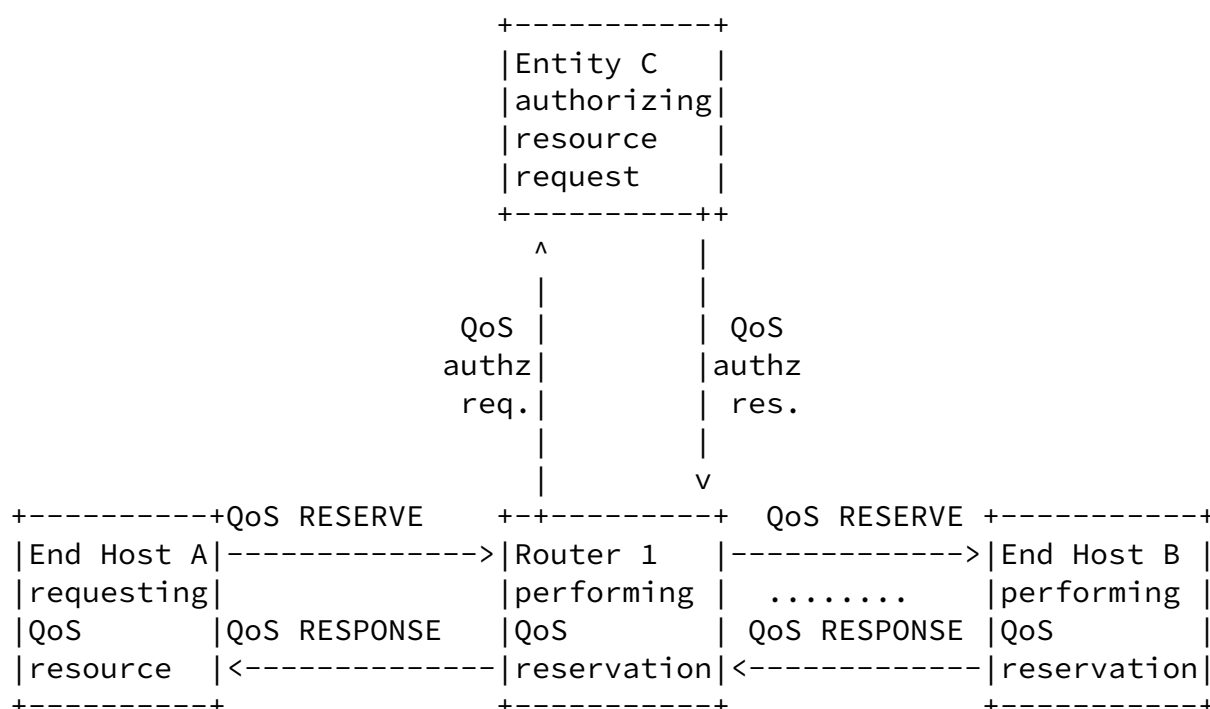 +-----------+
|Entity C   |
|authorizing|
|resource   |
|request    |
+----------++
^         |
|         |
QoS |         | QoS
authz|         |authz
req.|         | res.
|         |
|         v
+----------+QoS RESERVE    +-+---------+  QoS RESERVE +-----------+
|End Host A|-------------->|Router 1   |------------->|End Host B |
|requesting|               |performing |  ........    |performing |
|QoS       |QoS RESPONSE   |QoS        | QoS RESPONSE |QoS        |
|resource  |<--------------|reservation|<-------------|reservation|
+----------+               +-----------+              +-----------+